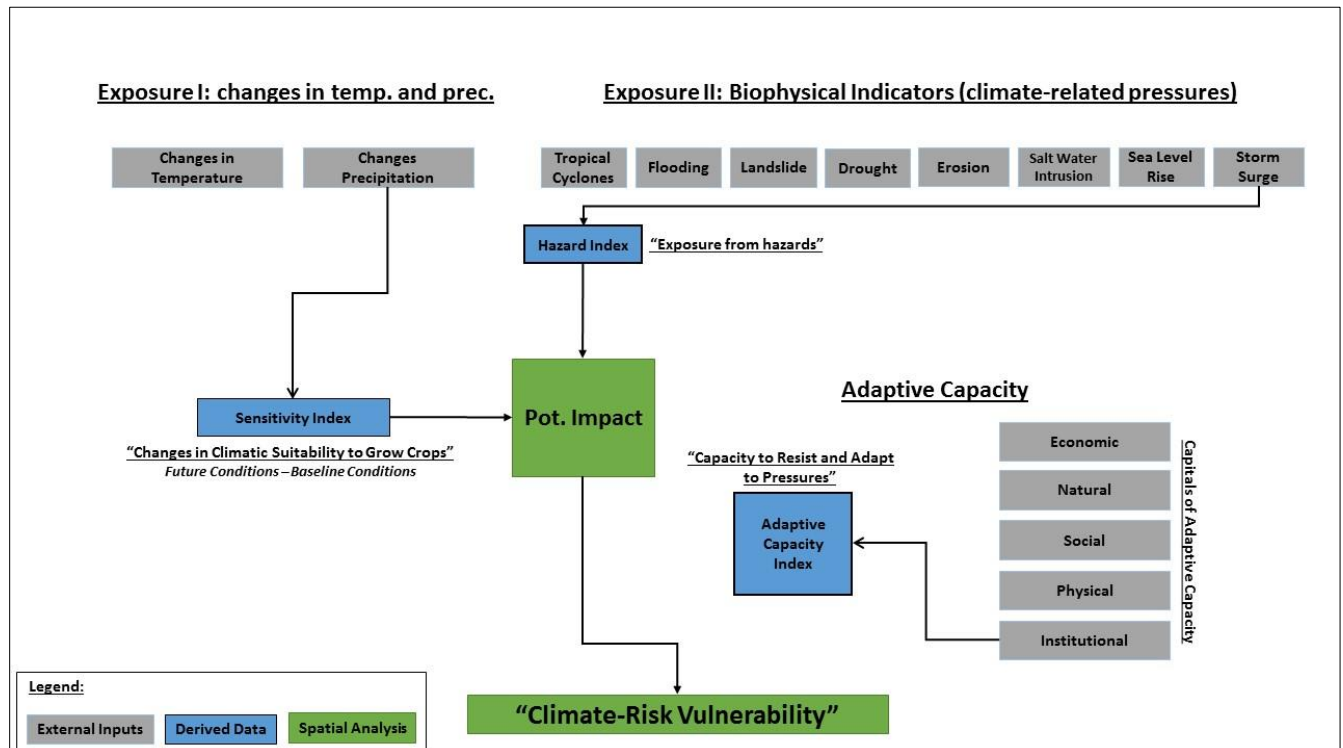 Exposure I: changes in temp. and prec.
Exposure II: Biophysical Indicators (climate-related pressures)
Changes in
Temperature
Changes
Precipitation
Tropical
Cyclones
Flooding
Landslide
Drought
Erosion
Salt Water
Intrusion
Sea Level
Rise
Storm
Surge
Hazard Index
“Exposure from hazards”
Sensitivity Index
“Changes in Climatic Suitability to Grow Crops”
Future Conditions – Baseline Conditions
Pot. Impact
Adaptive Capacity
“Capacity to Resist and Adapt
to Pressures”
Adaptive
Capacity
Index
Economic
Natural
Social
Physical
Institutional
Capitals of Adaptive Capacity
“Climate-Risk Vulnerability”
Legend:
External Inputs
Derived Data
Spatial Analysis